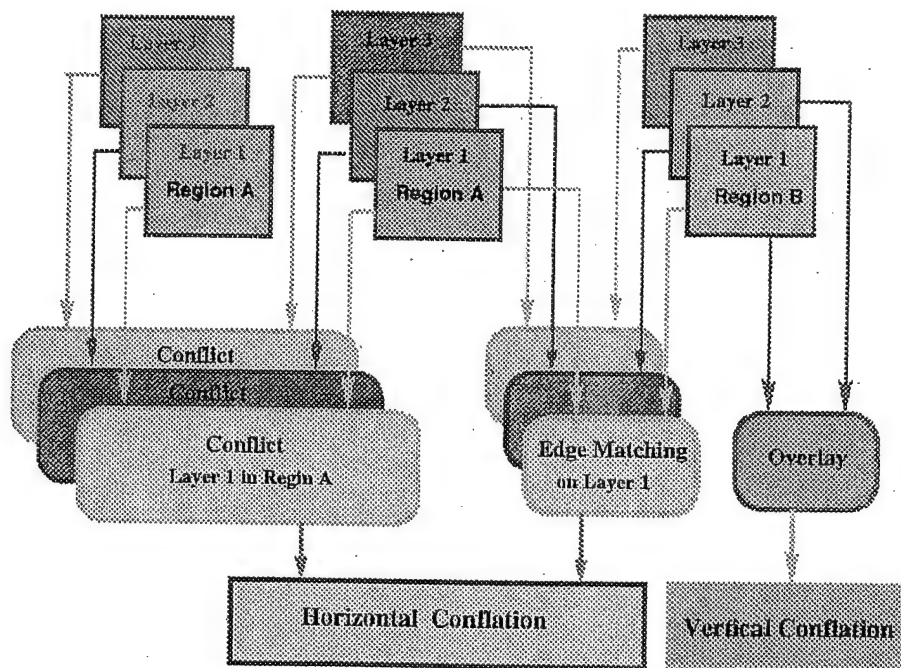 Layer 3
Layer 2
Layer 1
Region A
Layer 3
Layer 2
Layer 1
Region A
Layer 3
Layer 2
Layer 1
Region B
Conflict
Conflict
Conflict
Layer 1 in Regin A
Edge Matching
on Layer 1
Overlay
Horizontal Conflation
Vertical Conflation